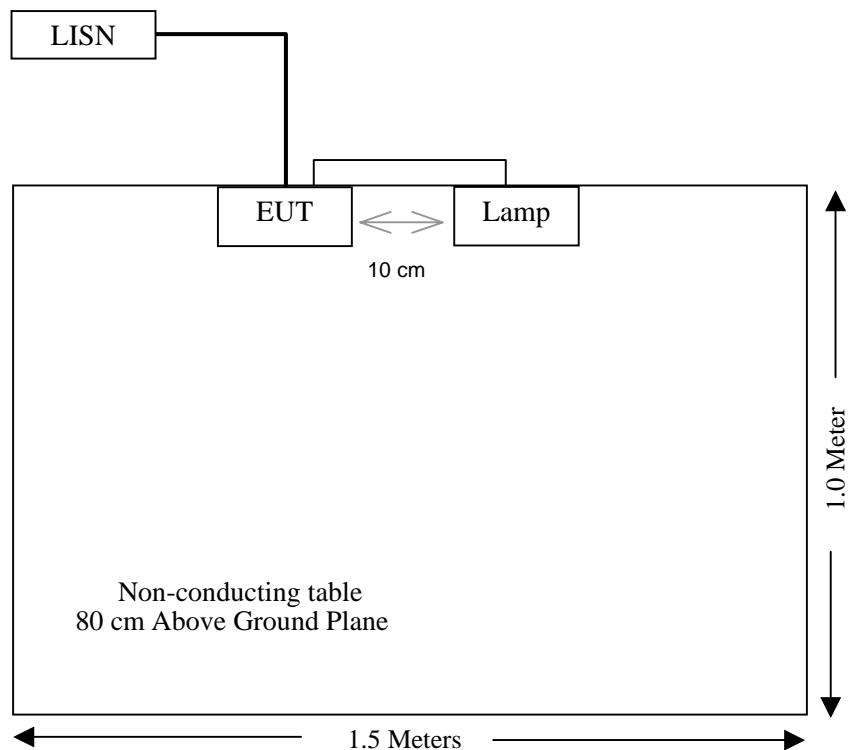 LISN
EUT
Lamp
10 cm
1.0 Meter
Non-conducting table
80 cm Above Ground Plane
1.5 Meters